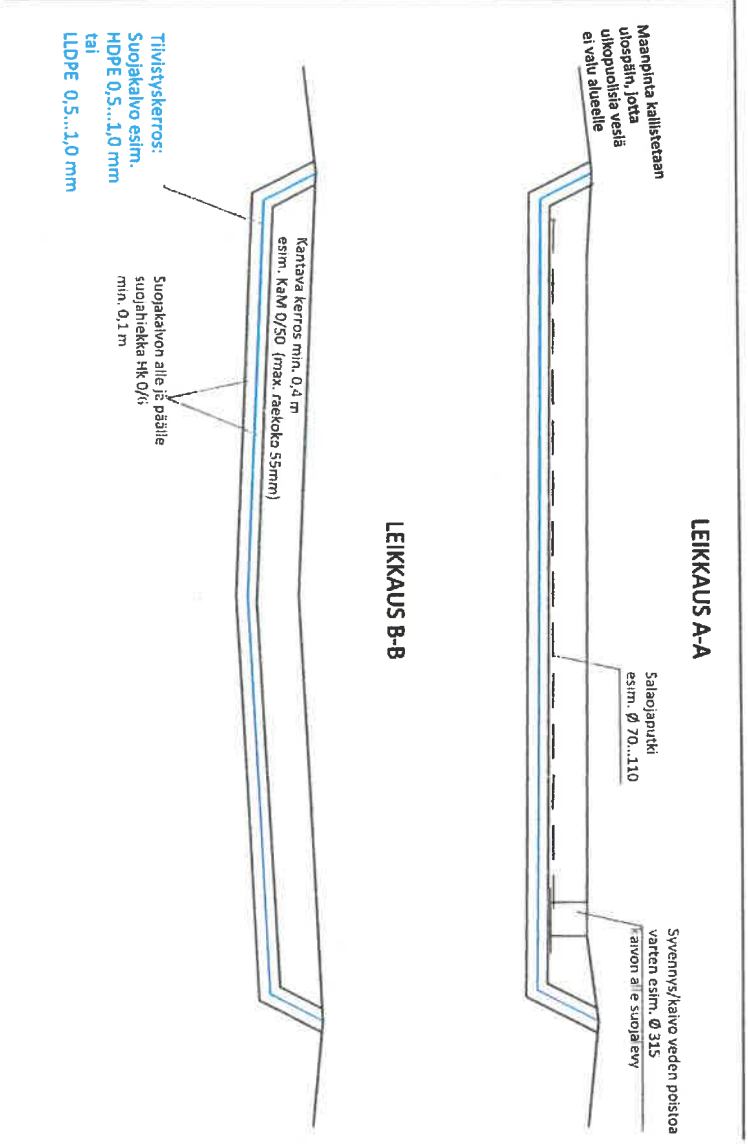 LEIKKAUS A-A
Maanpinta kallistetaan
ulospäin, jotta
ulkopuolisia vesiä
ei valu alueelle
Salaojaputki
esim. Ø 70...110
Syvennys/kaivo veden poistoa
varten esim. Ø 315
kaivon alle suojalevy
LEIKKAUS B-B
Kantava kerros min. 0,4 m
esim. KaM 0/50 (max. raekoko 55mm)
Suojakalvon alle ja päälle
suojahiekka Hk 0/6
min. 0,1 m
Tiivistyskerros:
Suojakalvo esim.
HDPE 0,5...1,0 mm
tai
LLDPE 0,5...1,0 mm